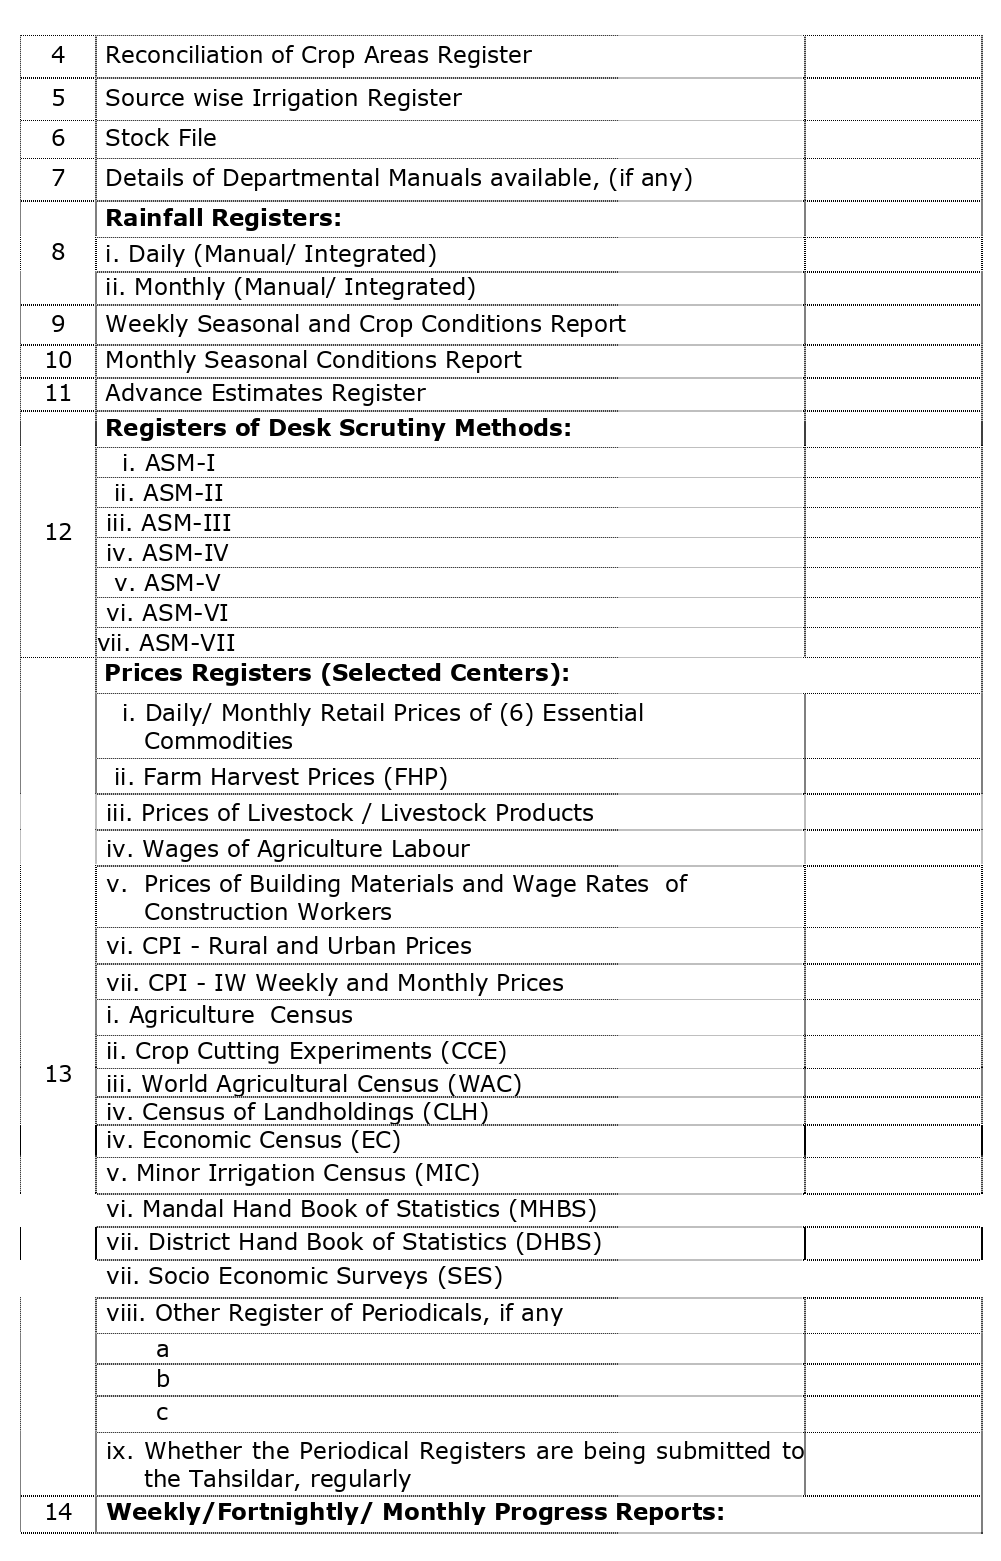 4 Reconciliation of Crop Areas Register
5 Source wise Irrigation Register
6 Stock File
7 Details of Departmental Manuals available, (if any)
Rainfall Registers:
8
i. Daily (Manual/ Integrated)
ii. Monthly (Manual/ Integrated)
9 Weekly Seasonal and Crop Conditions Report
10 Monthly Seasonal Conditions Report
11 Advance Estimates Register
Registers of Desk Scrutiny Methods:
i. ASM-I
ii. ASM-II
iii. ASM-III
12
iv. ASM-IV
v. ASM-V
vi. ASM-VI
vii. ASM-VII
Prices Registers (Selected Centers):
i. Daily/ Monthly Retail Prices of (6) Essential
Commodities
ii. Farm Harvest Prices (FHP)
iii. Prices of Livestock / Livestock Products
iv. Wages of Agriculture Labour
v. Prices of Building Materials and Wage Rates of
Construction Workers
vi. CPI - Rural and Urban Prices
vii. CPI - IW Weekly and Monthly Prices
i. Agriculture Census
ii. Crop Cutting Experiments (CCE)
13
iii. World Agricultural Census (WAC)
iv. Census of Landholdings (CLH)
iv. Economic Census (EC)
v. Minor Irrigation Census (MIC)
vi. Mandal Hand Book of Statistics (MHBS)
vii. District Hand Book of Statistics (DHBS)
vii. Socio Economic Surveys (SES)
viii. Other Register of Periodicals, if any
a
b
c
ix. Whether the Periodical Registers are being submitted to
the Tahsildar, regularly
14 Weekly/Fortnightly/ Monthly Progress Reports: